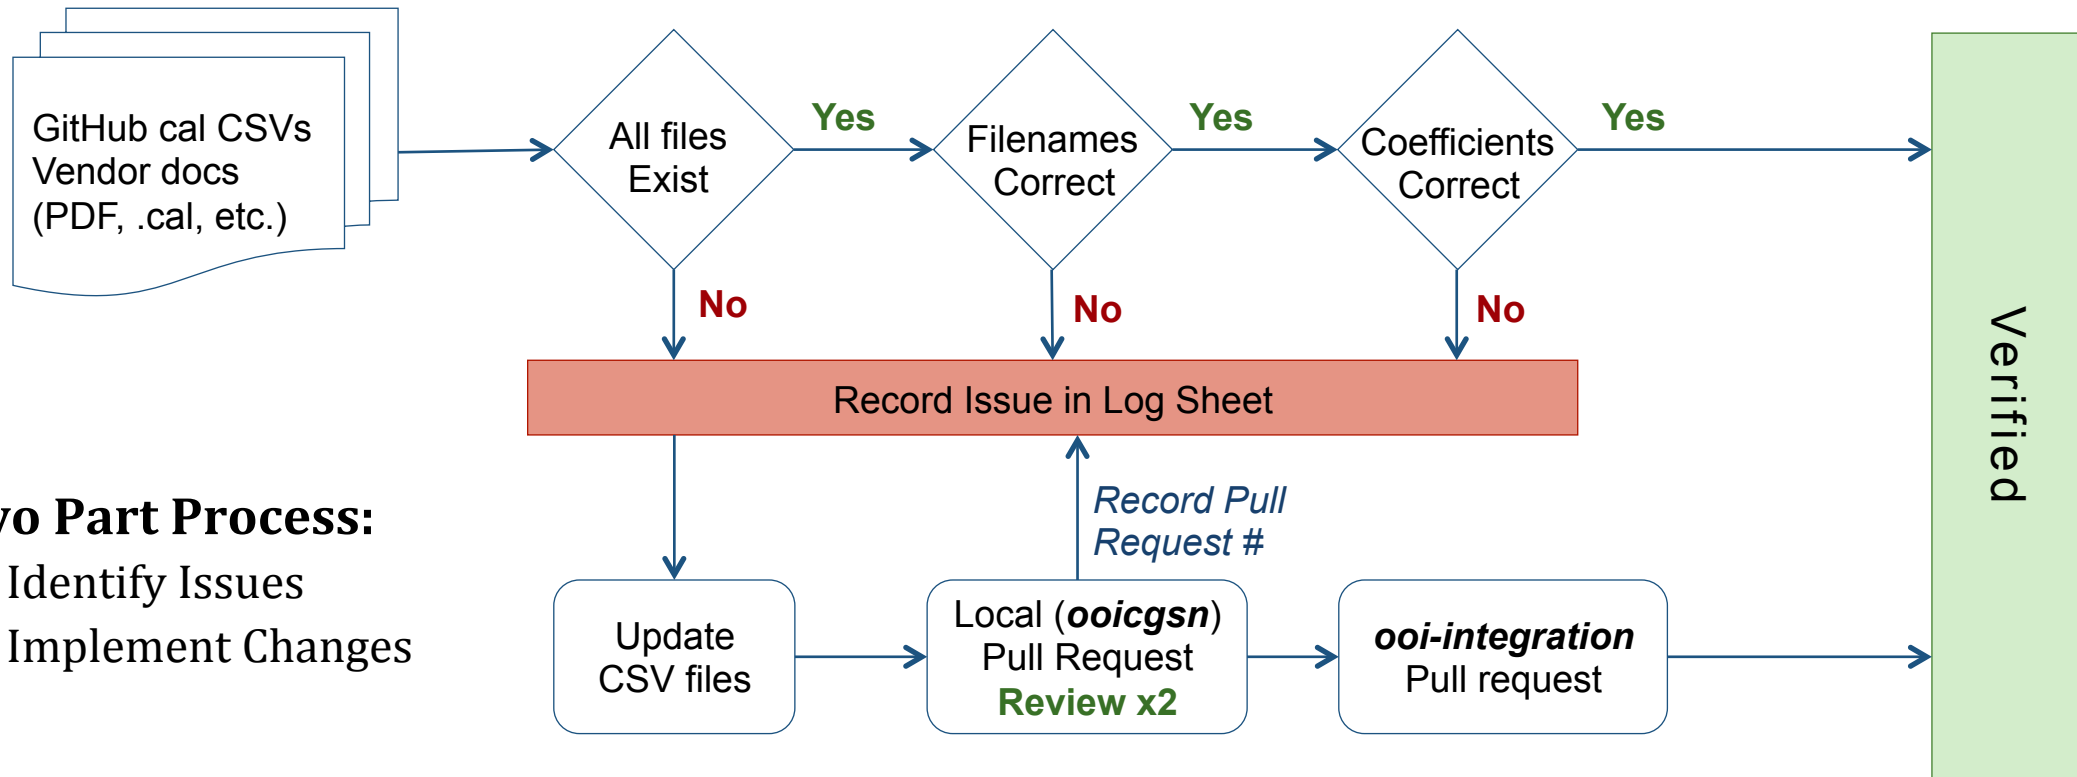 GitHub cal CSVs
Vendor docs
(PDF, .cal, etc.)
All files
Exist
Yes
Filenames
Correct
Yes
Coefficients
Correct
Yes
No
No
No
Record Issue in Log Sheet
Record Pull
Request #
Update
CSV files
Local (ooicgsn)
Pull Request
Review x2
ooi-integration
Pull request
Verified
Part Process:
Identify Issues
Implement Changes